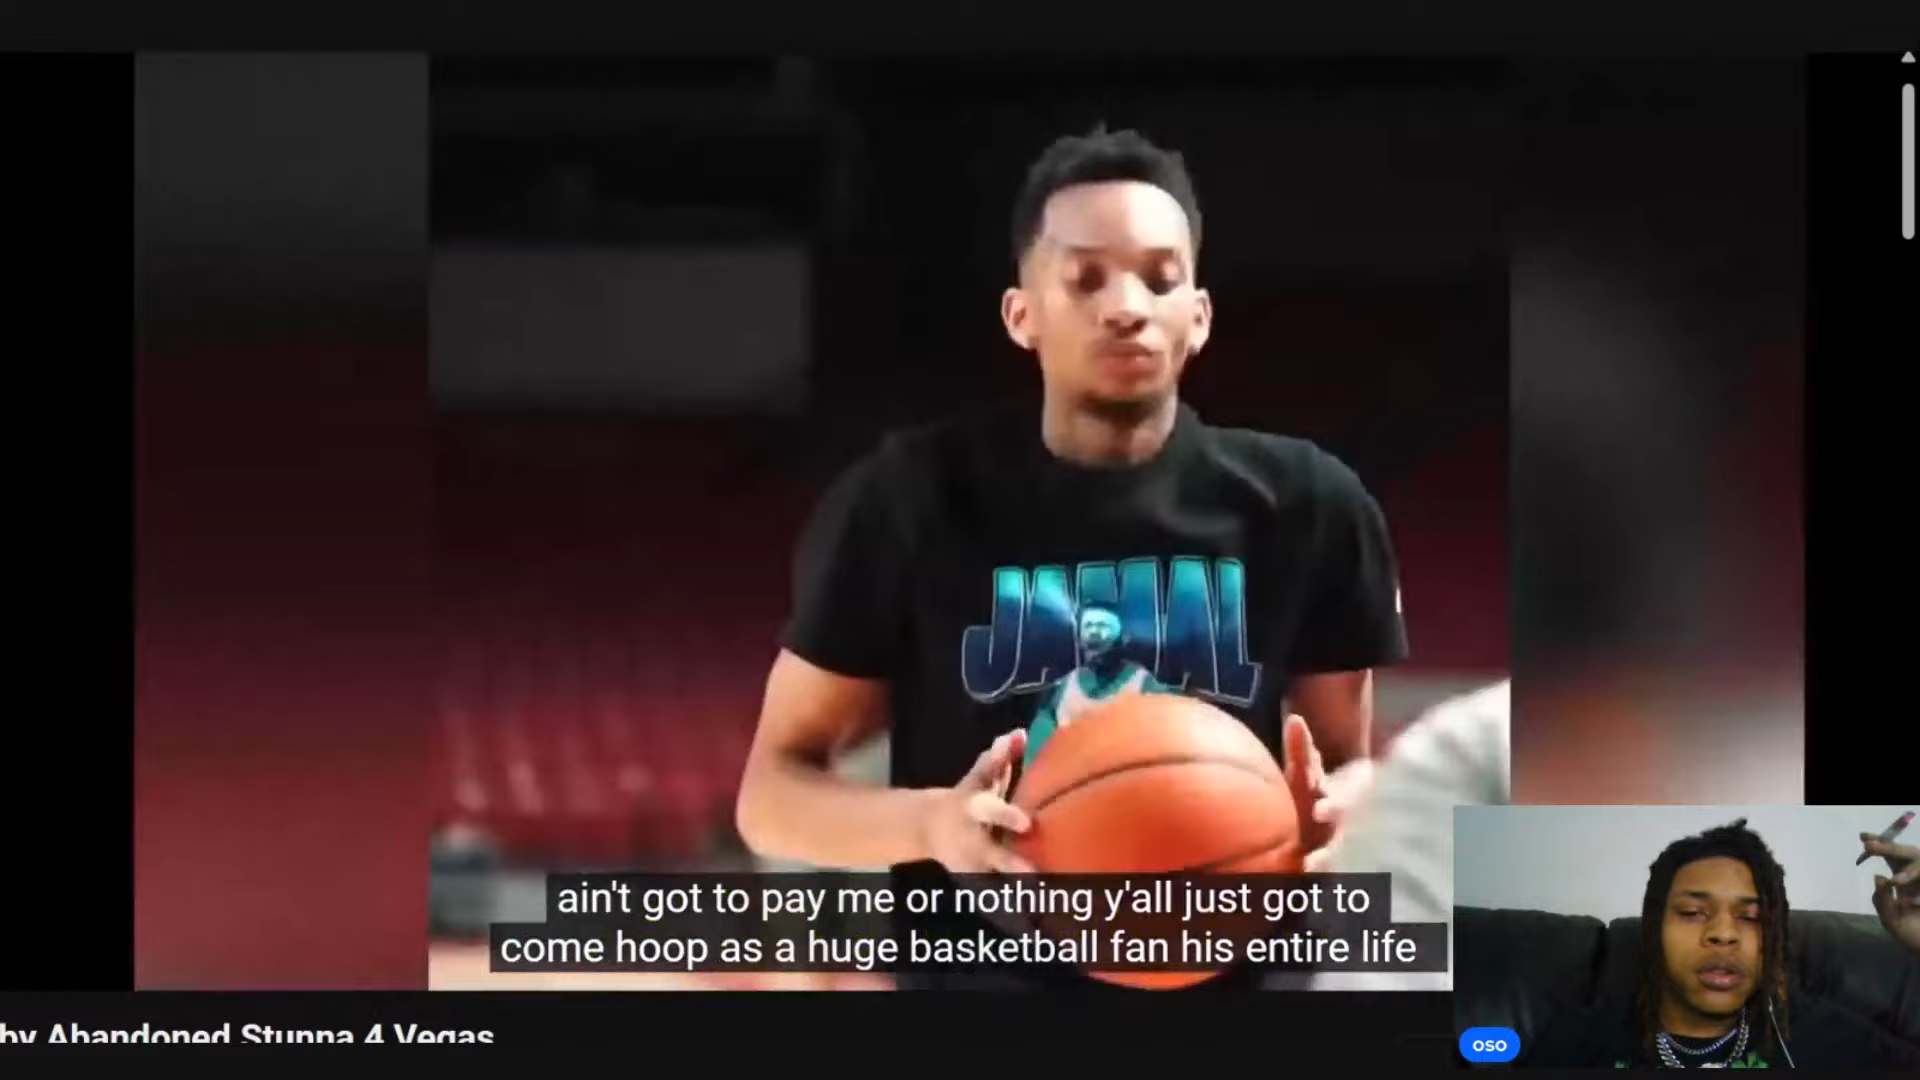 JAMAL
ain't got to pay me or nothing y'all just got to
come hoop as a huge basketball fan his entire life
by Abandoned Stunna 4 Vegas
oso